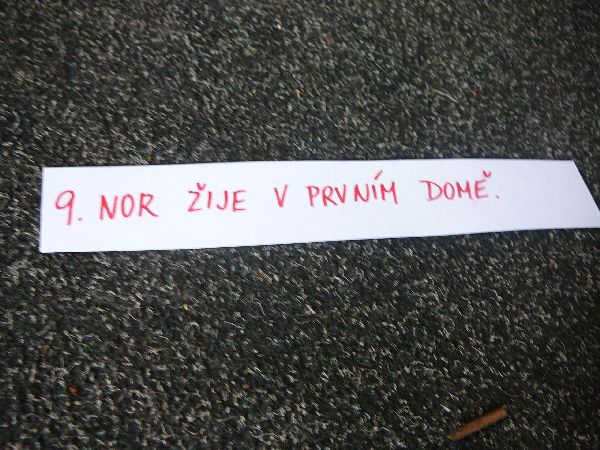 9. NOR ŽIJE V PRVNÍM DOMĚ.